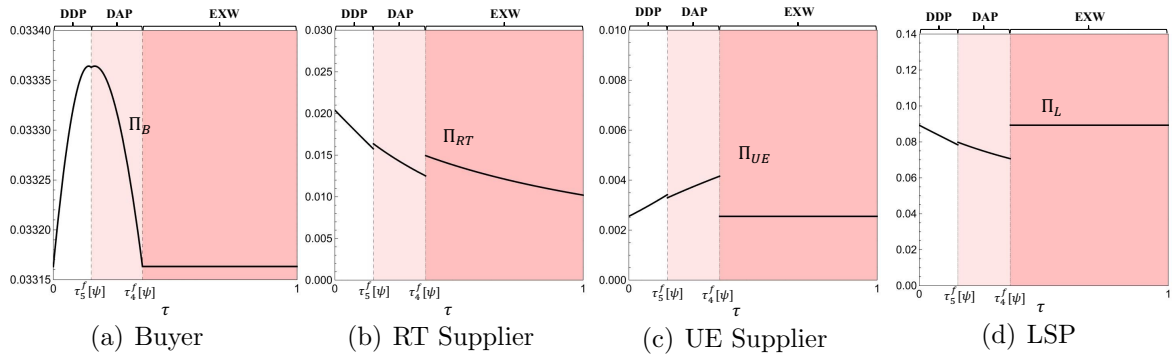 DDP DAP EXW
0.03340
0.03335
0.03330
0.03325
0.03320
0.03315
Π_B
0 τ_5^f[ψ] τ_4^f[ψ] 1
τ
(a) Buyer
DDP DAP EXW
0.030
0.025
0.020
0.015
0.010
0.005
0.000
Π_RT
0 τ_5^f[ψ] τ_4^f[ψ] 1
τ
(b) RT Supplier
DDP DAP EXW
0.010
0.008
0.006
0.004
0.002
0.000
Π_UE
0 τ_5^f[ψ] τ_4^f[ψ] 1
τ
(c) UE Supplier
DDP DAP EXW
0.14
0.12
0.10
0.08
0.06
0.04
0.02
0.00
Π_L
0 τ_5^f[ψ] τ_4^f[ψ] 1
τ
(d) LSP